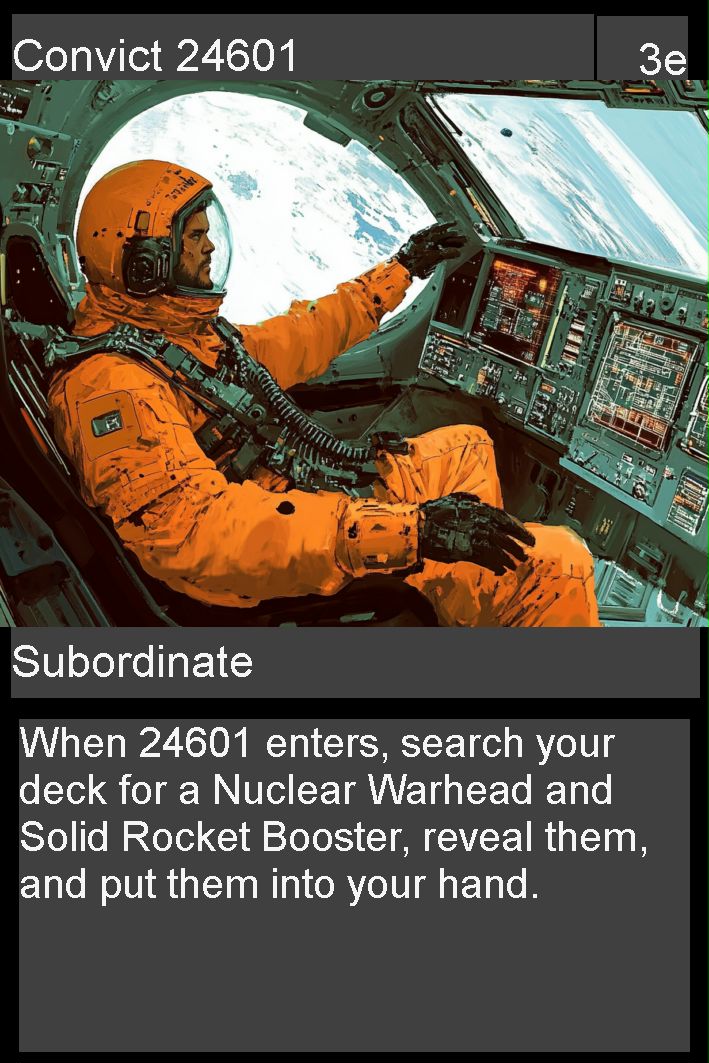 Convict 24601
3e
Subordinate
When 24601 enters, search your
deck for a Nuclear Warhead and
Solid Rocket Booster, reveal them,
and put them into your hand.